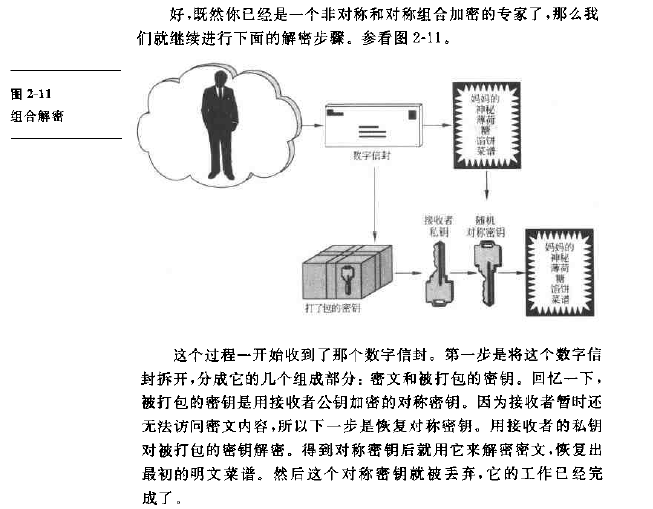 好,既然你已经是一个非对称和对称组合加密的专家了,那么我
们就继续进行下面的解密步骤。参看图2-11。
图 2-11
组合解密
妈妈的
神秘
薄荷
糖
馅饼
菜谱
数字信封
接收者
私钥
随机
对称密钥
妈妈的
神秘
薄荷
糖
馅饼
菜谱
打了包的密钥
这个过程一开始收到了那个数字信封。第一步是将这个数字信
封拆开,分成它的几个组成部分:密文和被打包的密钥。回忆一下,
被打包的密钥是用接收者公钥加密的对称密钥。因为接收者暂时还
无法访问密文内容,所以下一步是恢复对称密钥。用接收者的私钥
对被打包的密钥解密。得到对称密钥后就用它来解密密文,恢复出
最初的明文菜谱。然后这个对称密钥就被丢弃,它的工作已经完
成了。